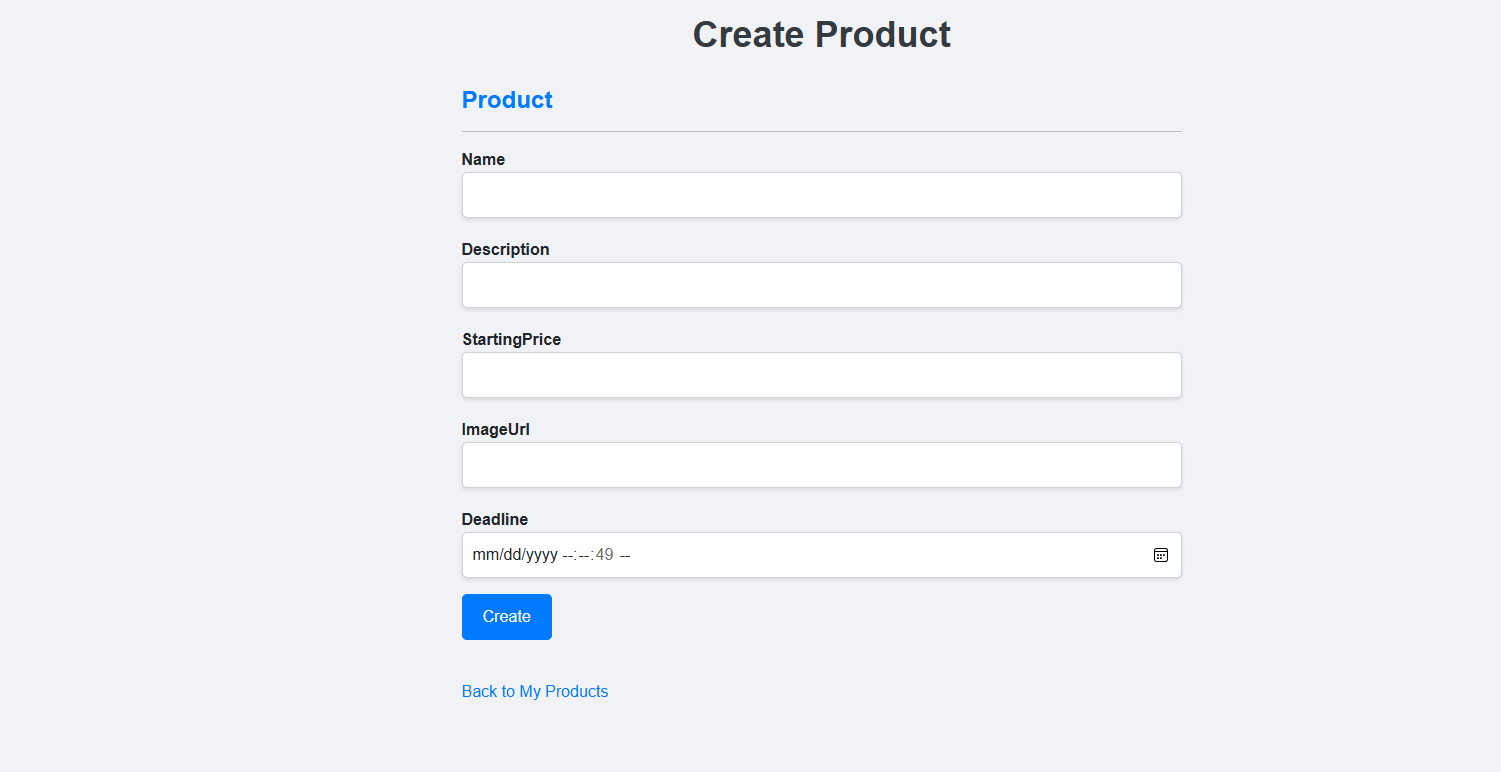 Create Product
Product
Name
Description
StartingPrice
ImageUrl
Deadline
mm/dd/yyyy --:--:49 --
Create
Back to My Products